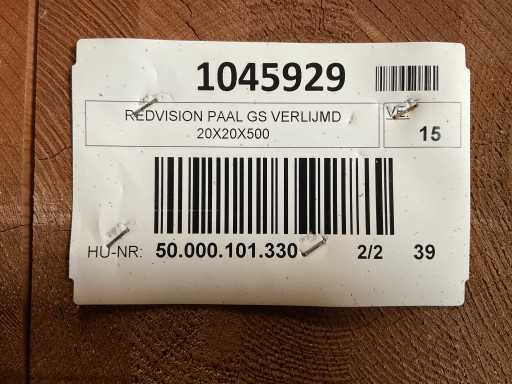 1045929
REDVISION PAAL GS VERLIJMD
20X20X500
VE:
15
HU-NR: 50.000.101.330 2/2 39